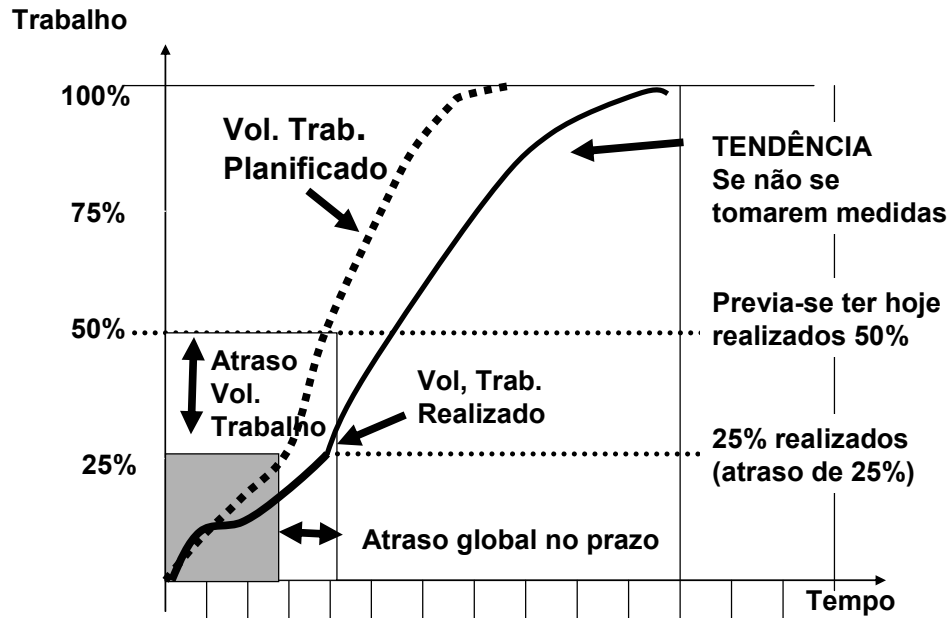 Trabalho
100%
Vol. Trab.
Planificado
TENDÊNCIA
Se não se
tomarem medidas
75%
Previa-se ter hoje
realizados 50%
50%
Atraso
Vol.
Trabalho
Vol, Trab.
Realizado
25%
25% realizados
(atraso de 25%)
Atraso global no prazo
Tempo